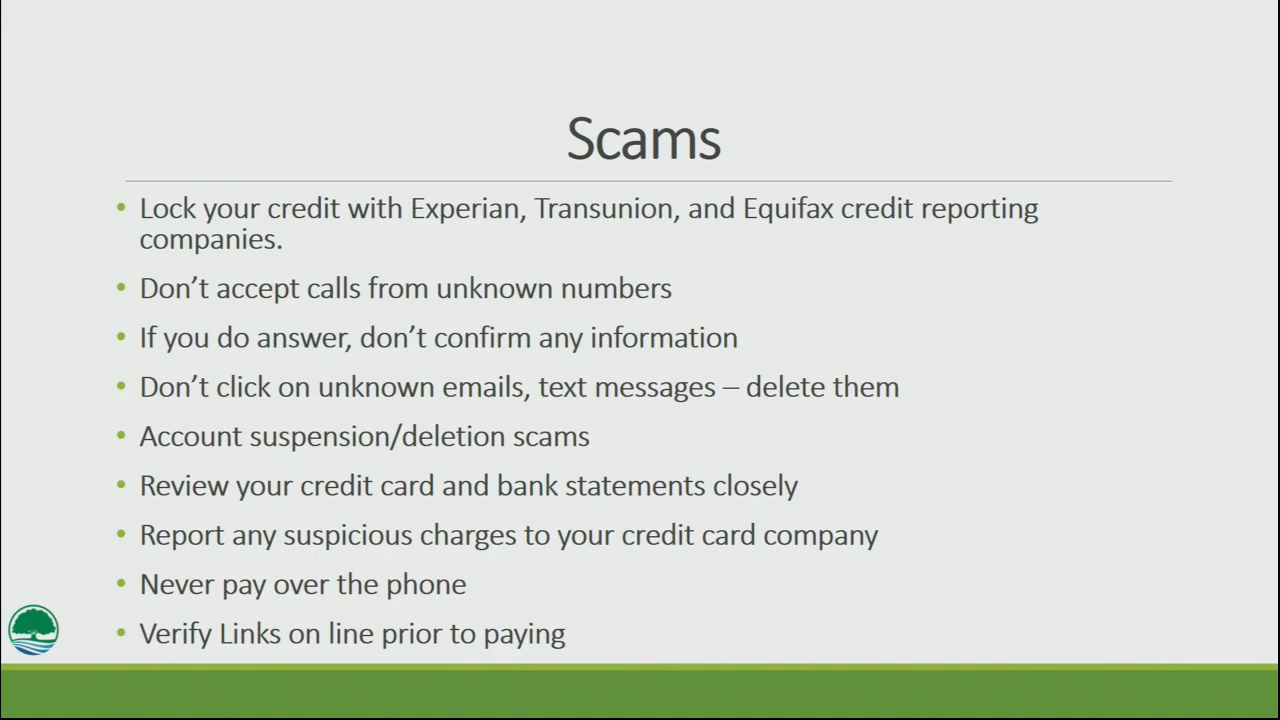 Scams
• Lock your credit with Experian, Transunion, and Equifax credit reporting
companies.
• Don’t accept calls from unknown numbers
• If you do answer, don’t confirm any information
• Don’t click on unknown emails, text messages – delete them
• Account suspension/deletion scams
• Review your credit card and bank statements closely
• Report any suspicious charges to your credit card company
• Never pay over the phone
• Verify Links on line prior to paying